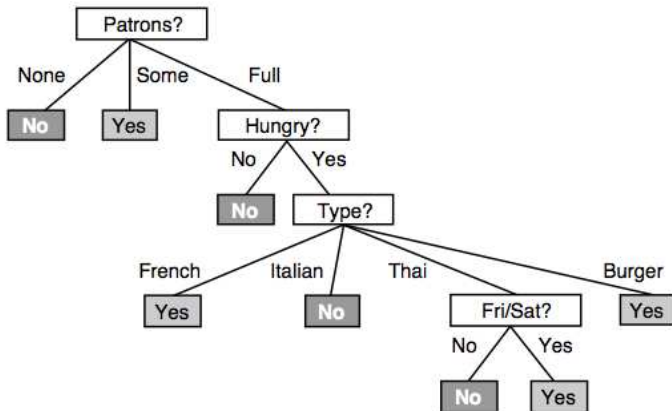 Patrons?
None Some Full
No Yes Hungry?
No Yes
No Type?
French Italian Thai Burger
Yes No Fri/Sat? Yes
No Yes
No Yes